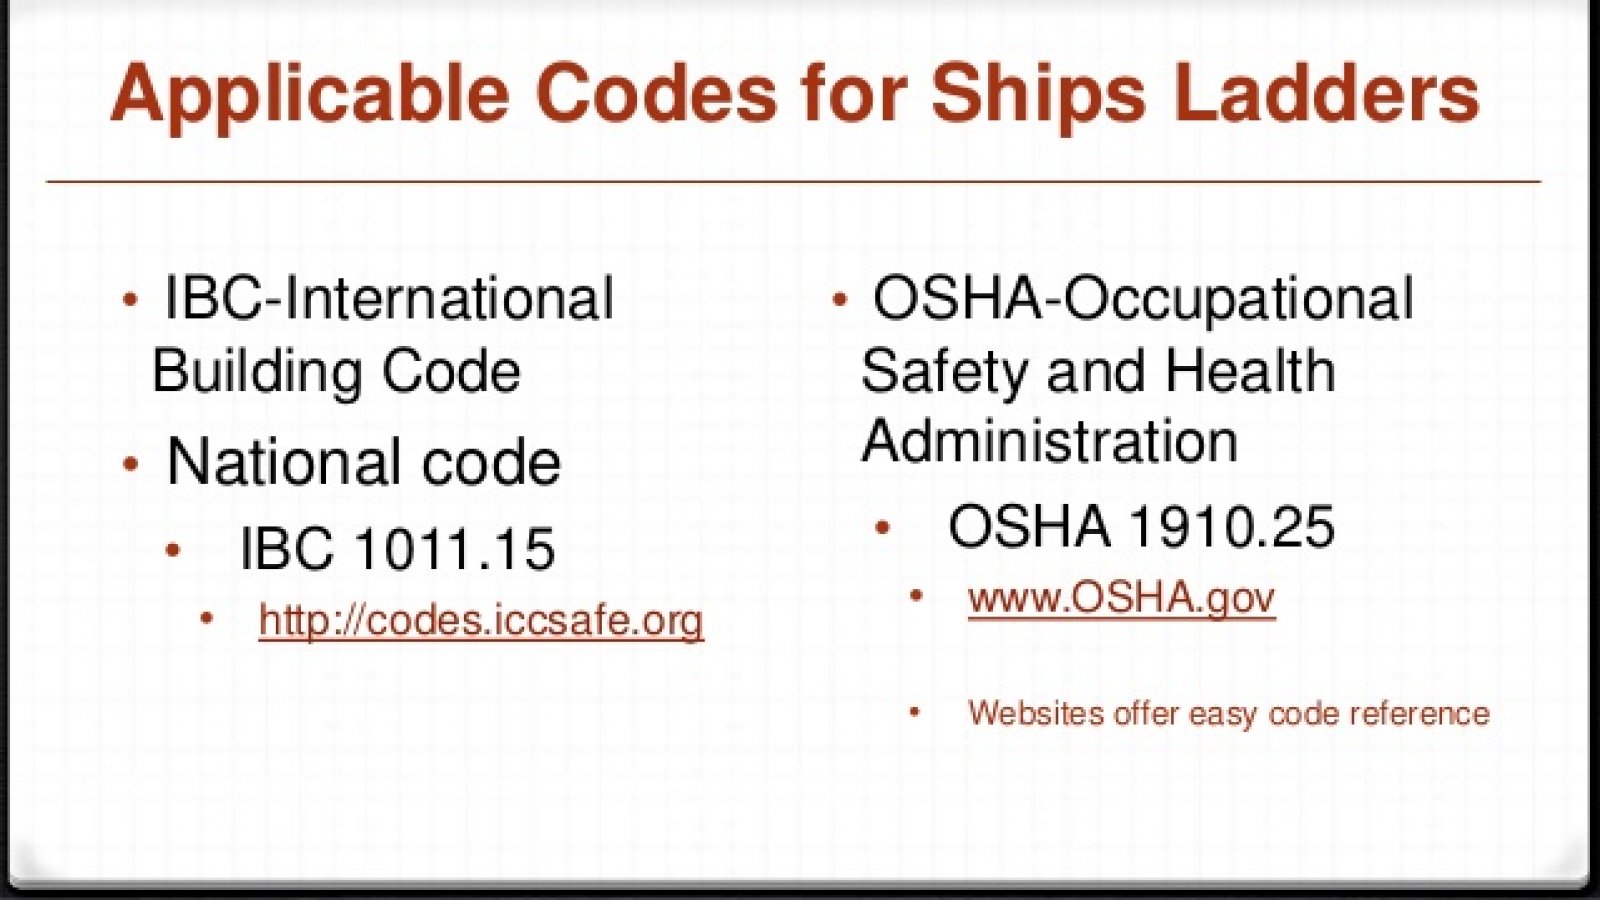 Applicable Codes for Ships Ladders
• IBC-International
Building Code
• National code
• IBC 1011.15
• http://codes.iccsafe.org
• OSHA-Occupational
Safety and Health
Administration
• OSHA 1910.25
• www.OSHA.gov
• Websites offer easy code reference